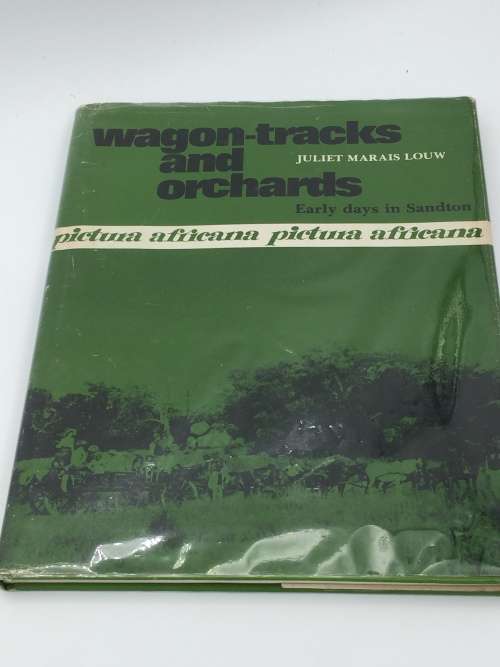 wagon-tracks
and
orchards
JULIET MARAIS LOUW
Early days in Sandton
pictura africana pictura africana